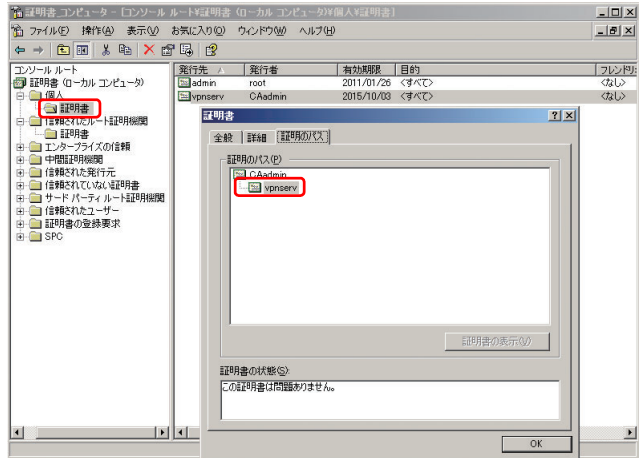 証明書_コンピュータ - [コンソール ルート¥証明書 (ローカル コンピュータ)¥個人¥証明書]
ファイル(F) 操作(A) 表示(V) お気に入り(O) ウィンドウ(W) ヘルプ(H)
コンソール ルート
証明書 (ローカル コンピュータ)
個人
証明書
信頼されたルート証明機関
証明書
エンタープライズの信頼
中間証明機関
信頼された発行元
信頼されていない証明書
サード パーティ ルート証明機関
信頼されたユーザー
証明書の登録要求
SPC
発行先 発行者 有効期限 目的 フレンドリ
admin root 2011/01/26 <すべて> <なし>
vpnserv CAadmin 2015/10/03 <すべて> <なし>
証明書
全般 詳細 証明のパス
証明のパス(P)
CAadmin
vpnserv
証明書の表示(V)
証明書の状態(S):
この証明書は問題ありません。
OK